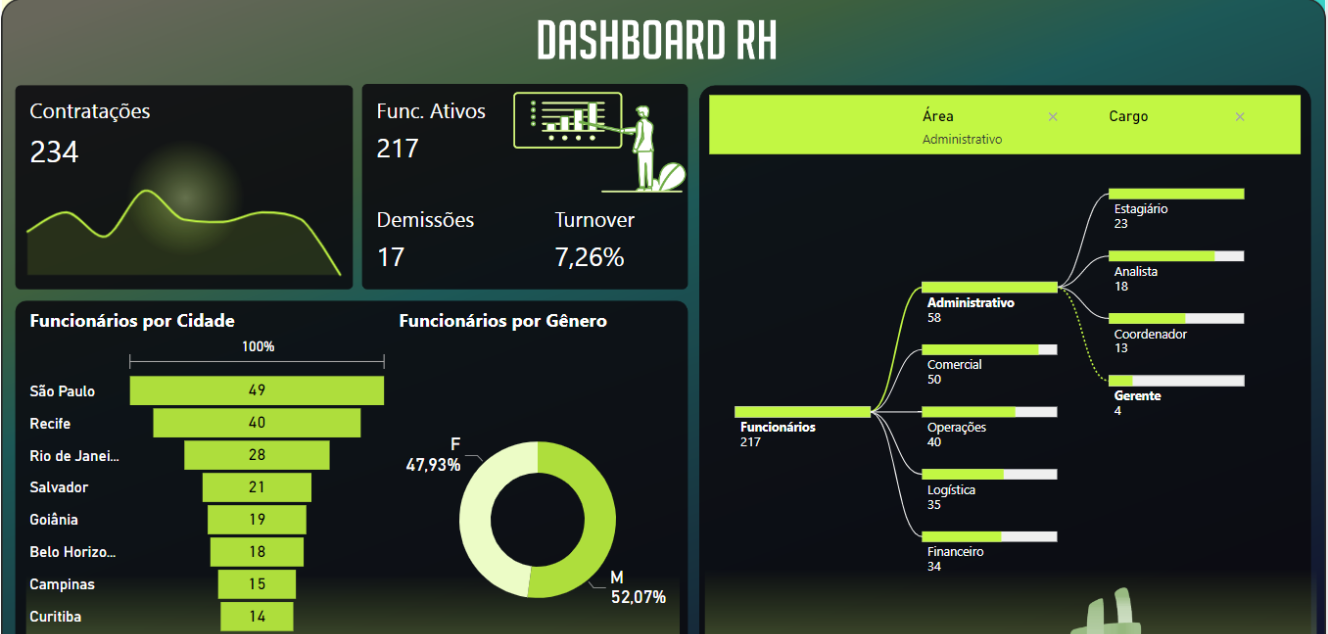 DASHBOARD RH
Contratações
234
Func. Ativos
217
Demissões
17
Turnover
7,26%
Funcionários por Cidade
100%
São Paulo 49
Recife 40
Rio de Janei... 28
Salvador 21
Goiânia 19
Belo Horizo... 18
Campinas 15
Curitiba 14
Funcionários por Gênero
F
47,93%
M
52,07%
Área ×
Administrativo
Cargo ×
Funcionários
217
Administrativo
58
Comercial
50
Operações
40
Logística
35
Financeiro
34
Estagiário
23
Analista
18
Coordenador
13
Gerente
4